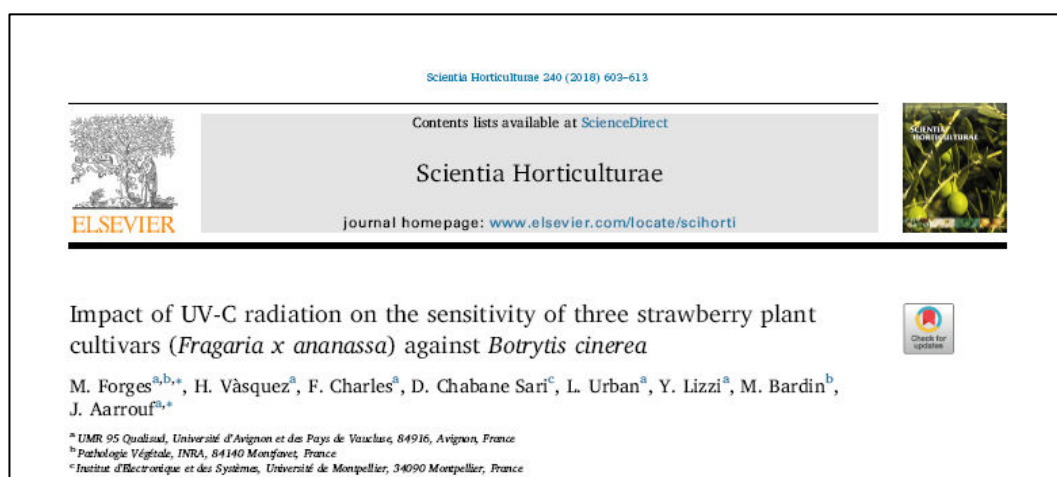 Scientia Horticulturae 240 (2018) 603–613
Contents lists available at ScienceDirect
Scientia Horticulturae
journal homepage: www.elsevier.com/locate/scihorti
ELSEVIER
SCIENTIA
HORTICULTURAE
Impact of UV-C radiation on the sensitivity of three strawberry plant
cultivars (Fragaria x ananassa) against Botrytis cinerea
Check for
updates
M. Forges a,b,*, H. Vàsquez a, F. Charles a, D. Chabane Sari c, L. Urban a, Y. Lizzi a, M. Bardin b,
J. Aarrouf a,*
a UMR 95 Qualisud, Université d'Avignon et des Pays de Vaucluse, 84916, Avignon, France
b Pathologie Végétale, INRA, 84140 Montfavet, France
c Institut d'Electronique et des Systèmes, Université de Montpellier, 34090 Montpellier, France